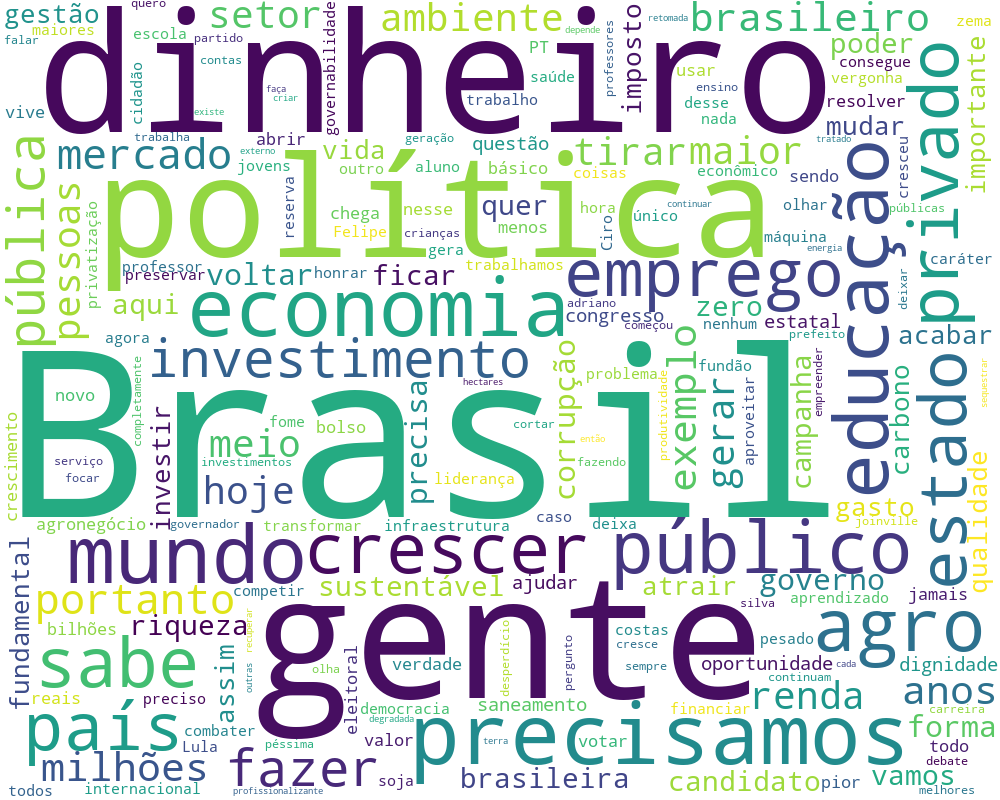 gestão
quero
setor
ambiente
retomada
brasileiro
zema
falar
maiores
escola
partido
contas
dinheiro
governabilidade
PT
depende
professores
imposto
poder
consegue
importante
vive
cidadão
existe
faça
criar
trabalho
saúde
usar
desse
nada
ensino
vergonha
resolver
privado
pública
pessoas
mercado
trabalha
externo
abrir
jovens
vida
outro
geração
aluno
questão
básico
tirar
coisas
maior
econômico
mudar
tratado
sendo
cresceu
educação
política
reserva
chega
Felipe
nesse
crianças
gera
quer
menos
hora
Ciro
único
continuar
olhar
públicas
máquina
energia
caráter
deixar
privatização
professor
preservar
voltar
honrar
ficar
trabalhamos
emprego
aqui
economia
adriano
congresso
zero
começou
nenhum
estatal
prefeito
acabar
agora
investimento
Brasil
novo
completamente
hectares
corrupção
problema
exemplo
fundão
gerar
aproveitar
campanha
empreender
carbono
estado
sequestrar
qualidade
crescimento
serviço
focar
investir
fome
meio
bolso
investimentos
hoje
precisa
cortar
liderança
então
fazendo
produtividade
gasto
joinville
agronegócio
governador
transformar
infraestrutura
caso
deixa
fundamental
mundo
crescer
público
portanto
competir
sustentável
ajudar
atrair
governo
aprendizado
jamais
silva
bilhões
riqueza
recuperar
gente
desperdício
pergunto
costas
cresce
sempre
verdade
pesado
agro
sabe
assim
outras
olha
eleitoral
oportunidade
cada
continuam
dignidade
reais
preciso
democracia
degradada
saneamento
financiar
renda
anos
carreira
país
combater
Lula
péssima
valor
precisamos
terra
votar
forma
todo
debate
milhões
fazer
soja
brasileira
candidato
pior
vamos
melhores
todos
internacional
profissionalizante